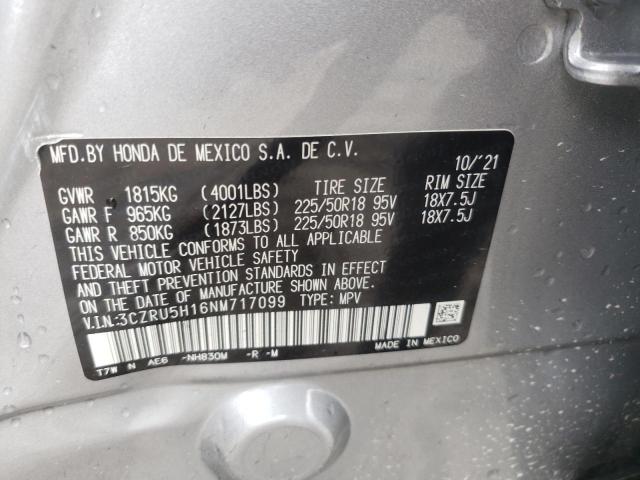 MFD.BY HONDA DE MEXICO S.A. DE C.V.
10/'21
GVWR 1815KG (4001LBS) TIRE SIZE RIM SIZE
GAWR F 965KG (2127LBS) 225/50R18 95V 18X7.5J
GAWR R 850KG (1873LBS) 225/50R18 95V 18X7.5J
THIS VEHICLE CONFORMS TO ALL APPLICABLE
FEDERAL MOTOR VEHICLE SAFETY
AND THEFT PREVENTION STANDARDS IN EFFECT
ON THE DATE OF MANUFACTURE SHOWN ABOVE.
V.I.N:3CZRU5H16NM717099 TYPE: MPV
T7W N AE6 -NH830M -R -M
MADE IN MEXICO